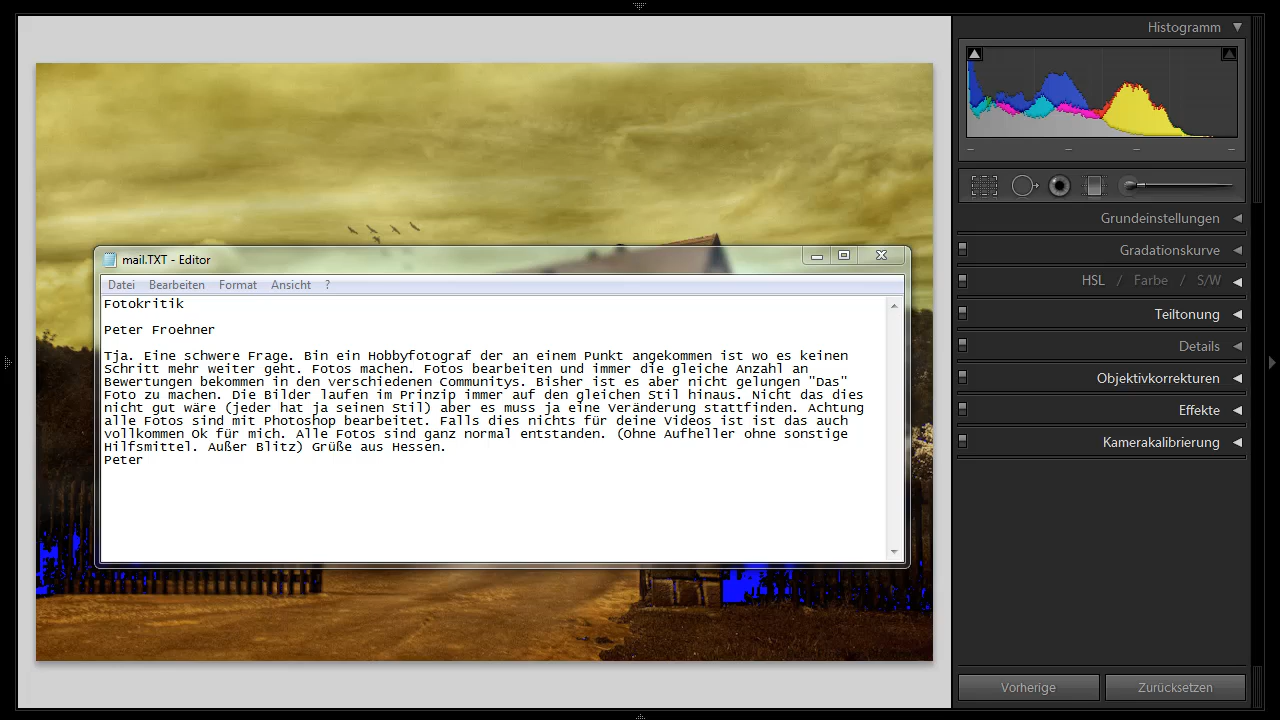 Histogramm
mail.TXT - Editor
Datei Bearbeiten Format Ansicht ?
Fotokritik
Peter Froehner
Tja. Eine schwere Frage. Bin ein Hobbyfotograf der an einem Punkt angekommen ist wo es keinen
Schritt mehr weiter geht. Fotos machen. Fotos bearbeiten und immer die gleiche Anzahl an
Bewertungen bekommen in den verschiedenen Communitys. Bisher ist es aber nicht gelungen "Das"
Foto zu machen. Die Bilder laufen im Prinzip immer auf den gleichen Stil hinaus. Nicht das dies
nicht gut wäre (jeder hat ja seinen Stil) aber es muss ja eine Veränderung stattfinden. Achtung
alle Fotos sind mit Photoshop bearbeitet. Falls dies nichts für deine Videos ist ist das auch
vollkommen Ok für mich. Alle Fotos sind ganz normal entstanden. (Ohne Aufheller ohne sonstige
Hilfsmittel. Außer Blitz) Grüße aus Hessen.
Peter
Grundeinstellungen
Gradationskurve
HSL / Farbe / S/W
Teiltonung
Details
Objektivkorrekturen
Effekte
Kamerakalibrierung
Vorherige Zurücksetzen